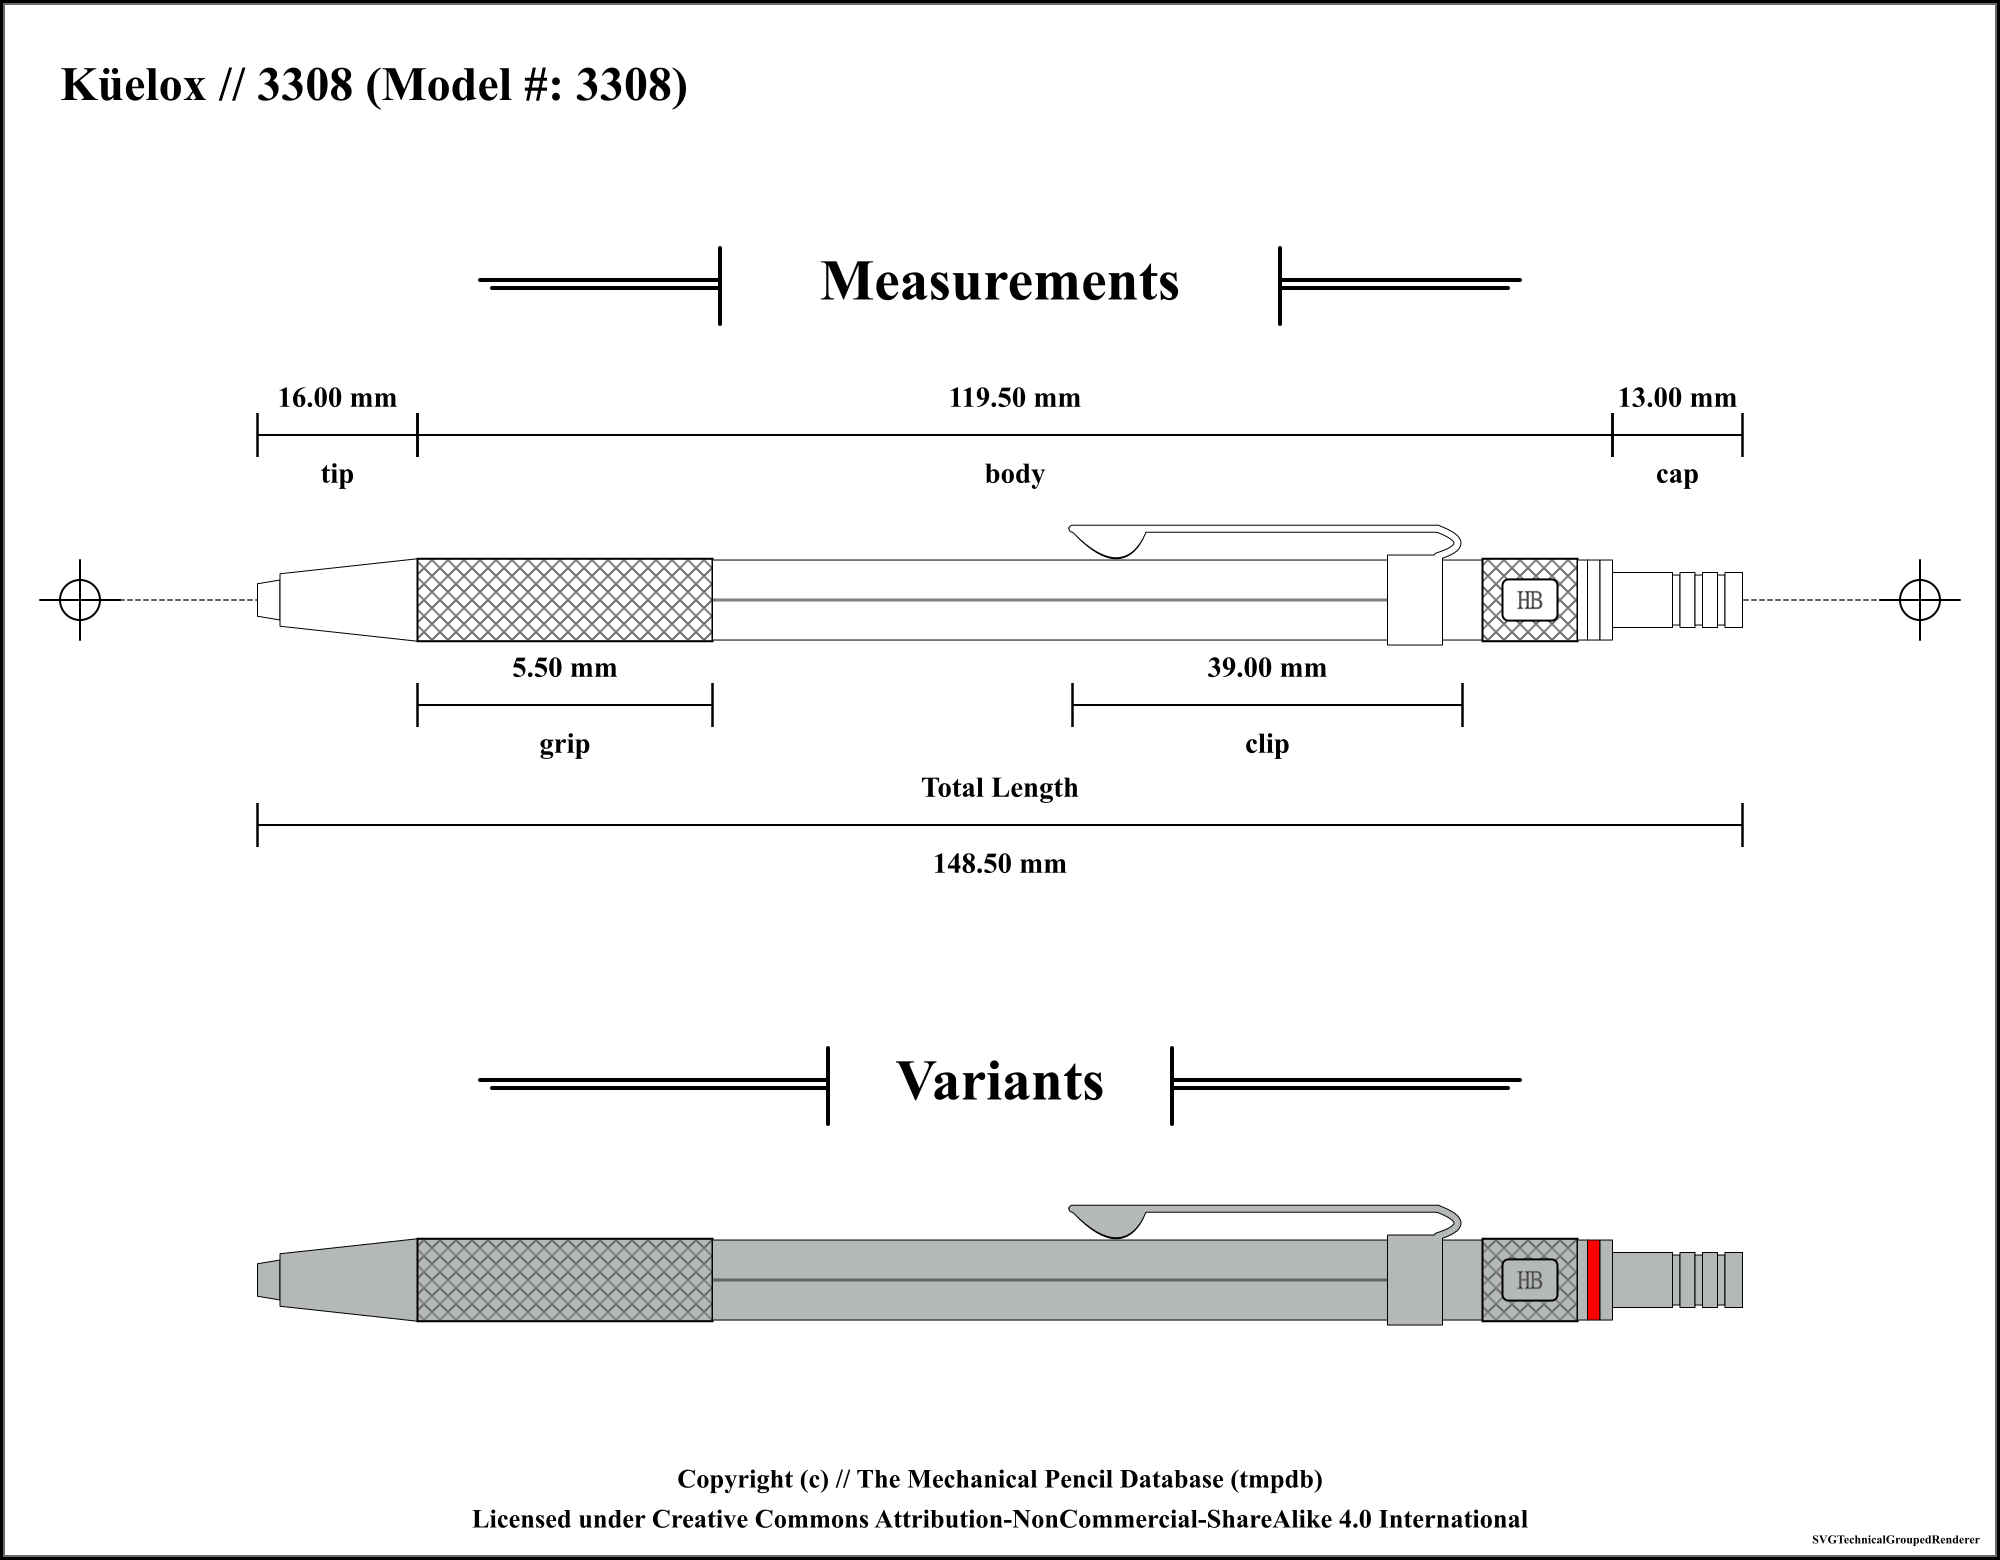 Küelox // 3308 (Model #: 3308)
Measurements
16.00 mm
119.50 mm
13.00 mm
tip
body
cap
HB
5.50 mm
39.00 mm
grip
clip
Total Length
148.50 mm
Variants
HB
Copyright (c) // The Mechanical Pencil Database (tmpdb)
Licensed under Creative Commons Attribution-NonCommercial-ShareAlike 4.0 International
SVGTechnicalGroupedRenderer